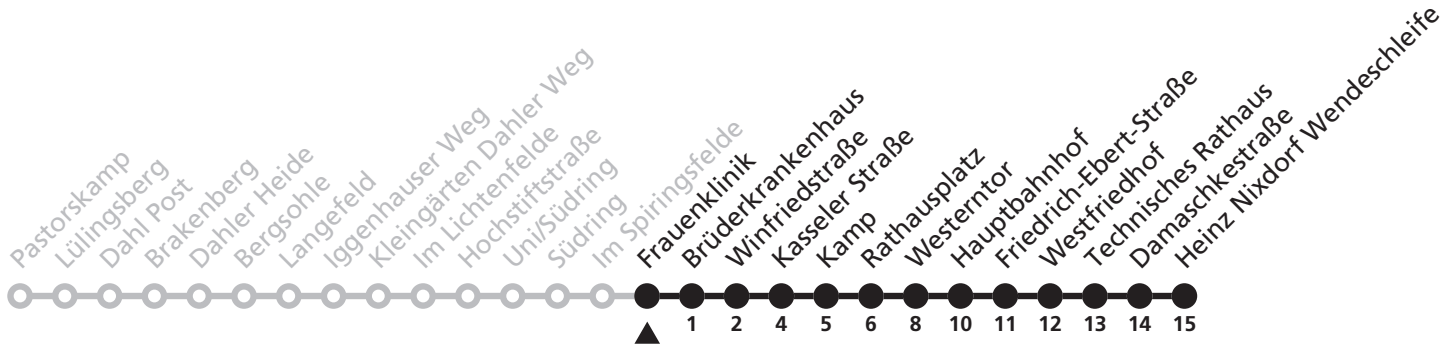 Pastorskamp
Lülingsberg
Dahl Post
Brakenberg
Dahler Heide
Bergsohle
Langefeld
Iggenhauser Weg
Kleingärten Dahler Weg
Im Lichtenfelde
Hochstiftstraße
Uni/Südring
Südring
Im Spiringsfelde
Frauenklinik
Brüderkrankenhaus
Winfriedstraße
Kasseler Straße
Kamp
Rathausplatz
Westerntor
Hauptbahnhof
Friedrich-Ebert-Straße
Westfriedhof
Technisches Rathaus
Damaschkestraße
Heinz Nixdorf Wendeschleife
1 2 4 5 6 8 10 11 12 13 14 15